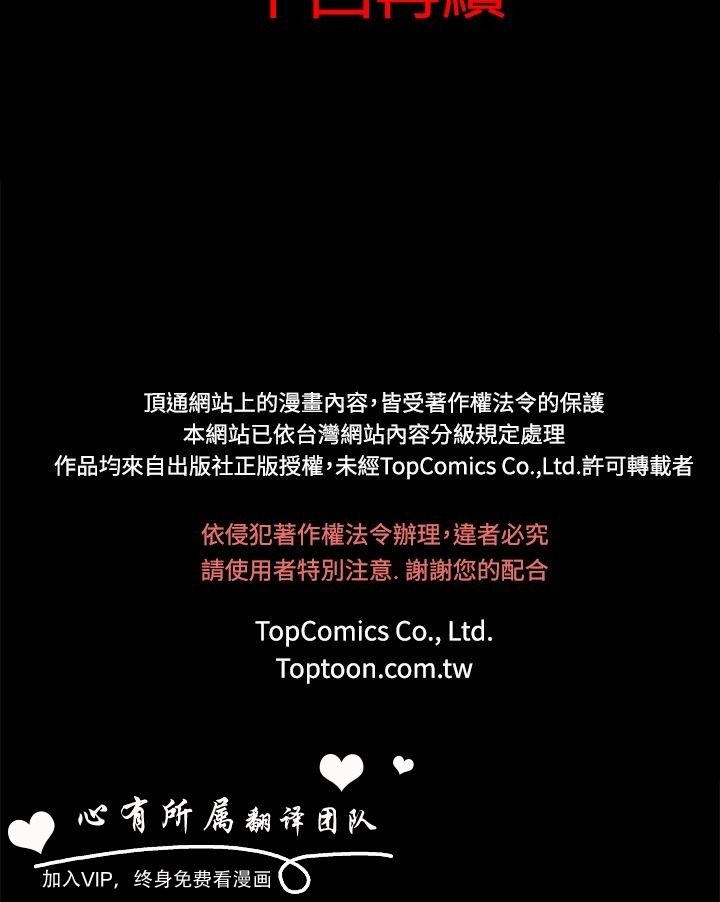 下回再續
頂通網站上的漫畫內容，皆受著作權法令的保護
本網站已依台灣網站內容分級規定處理
作品均來自出版社正版授權，未經TopComics Co.,Ltd.許可轉載者
依侵犯著作權法令辦理，違者必究
請使用者特別注意. 謝謝您的配合
TopComics Co., Ltd.
Toptoon.com.tw
心有所属翻译团队
加入VIP，终身免费看漫画